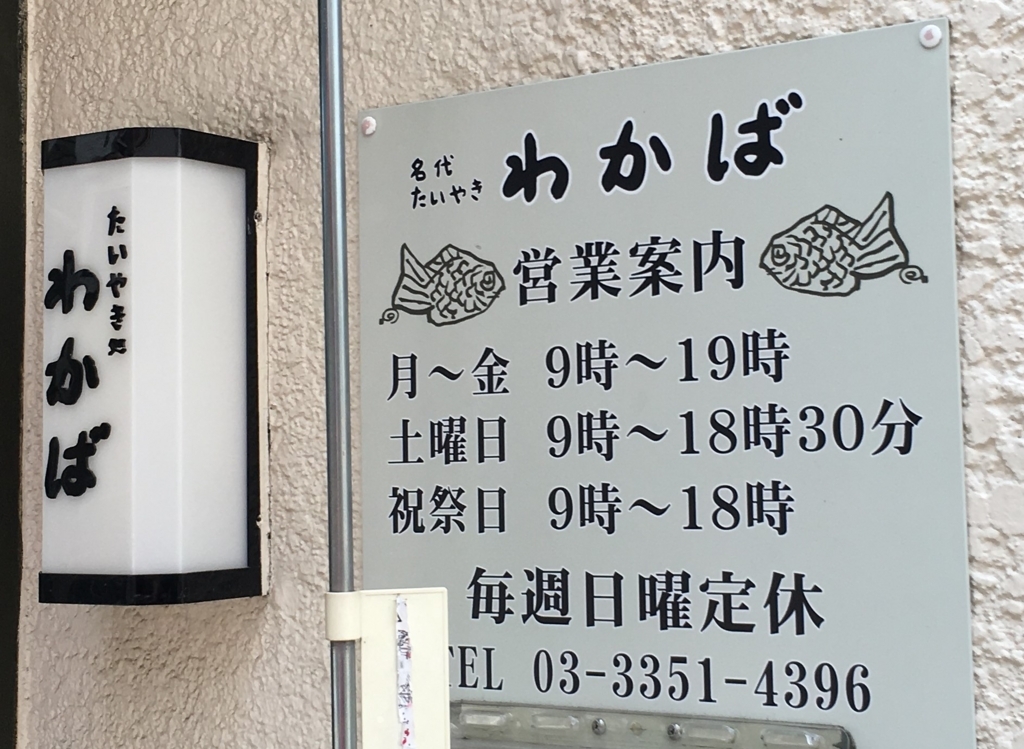 たいやき処
わかば
名代
たいやき
わかば
営業案内
月～金 9時～19時
土曜日 9時～18時30分
祝祭日 9時～18時
毎週日曜定休
TEL 03-3351-4396